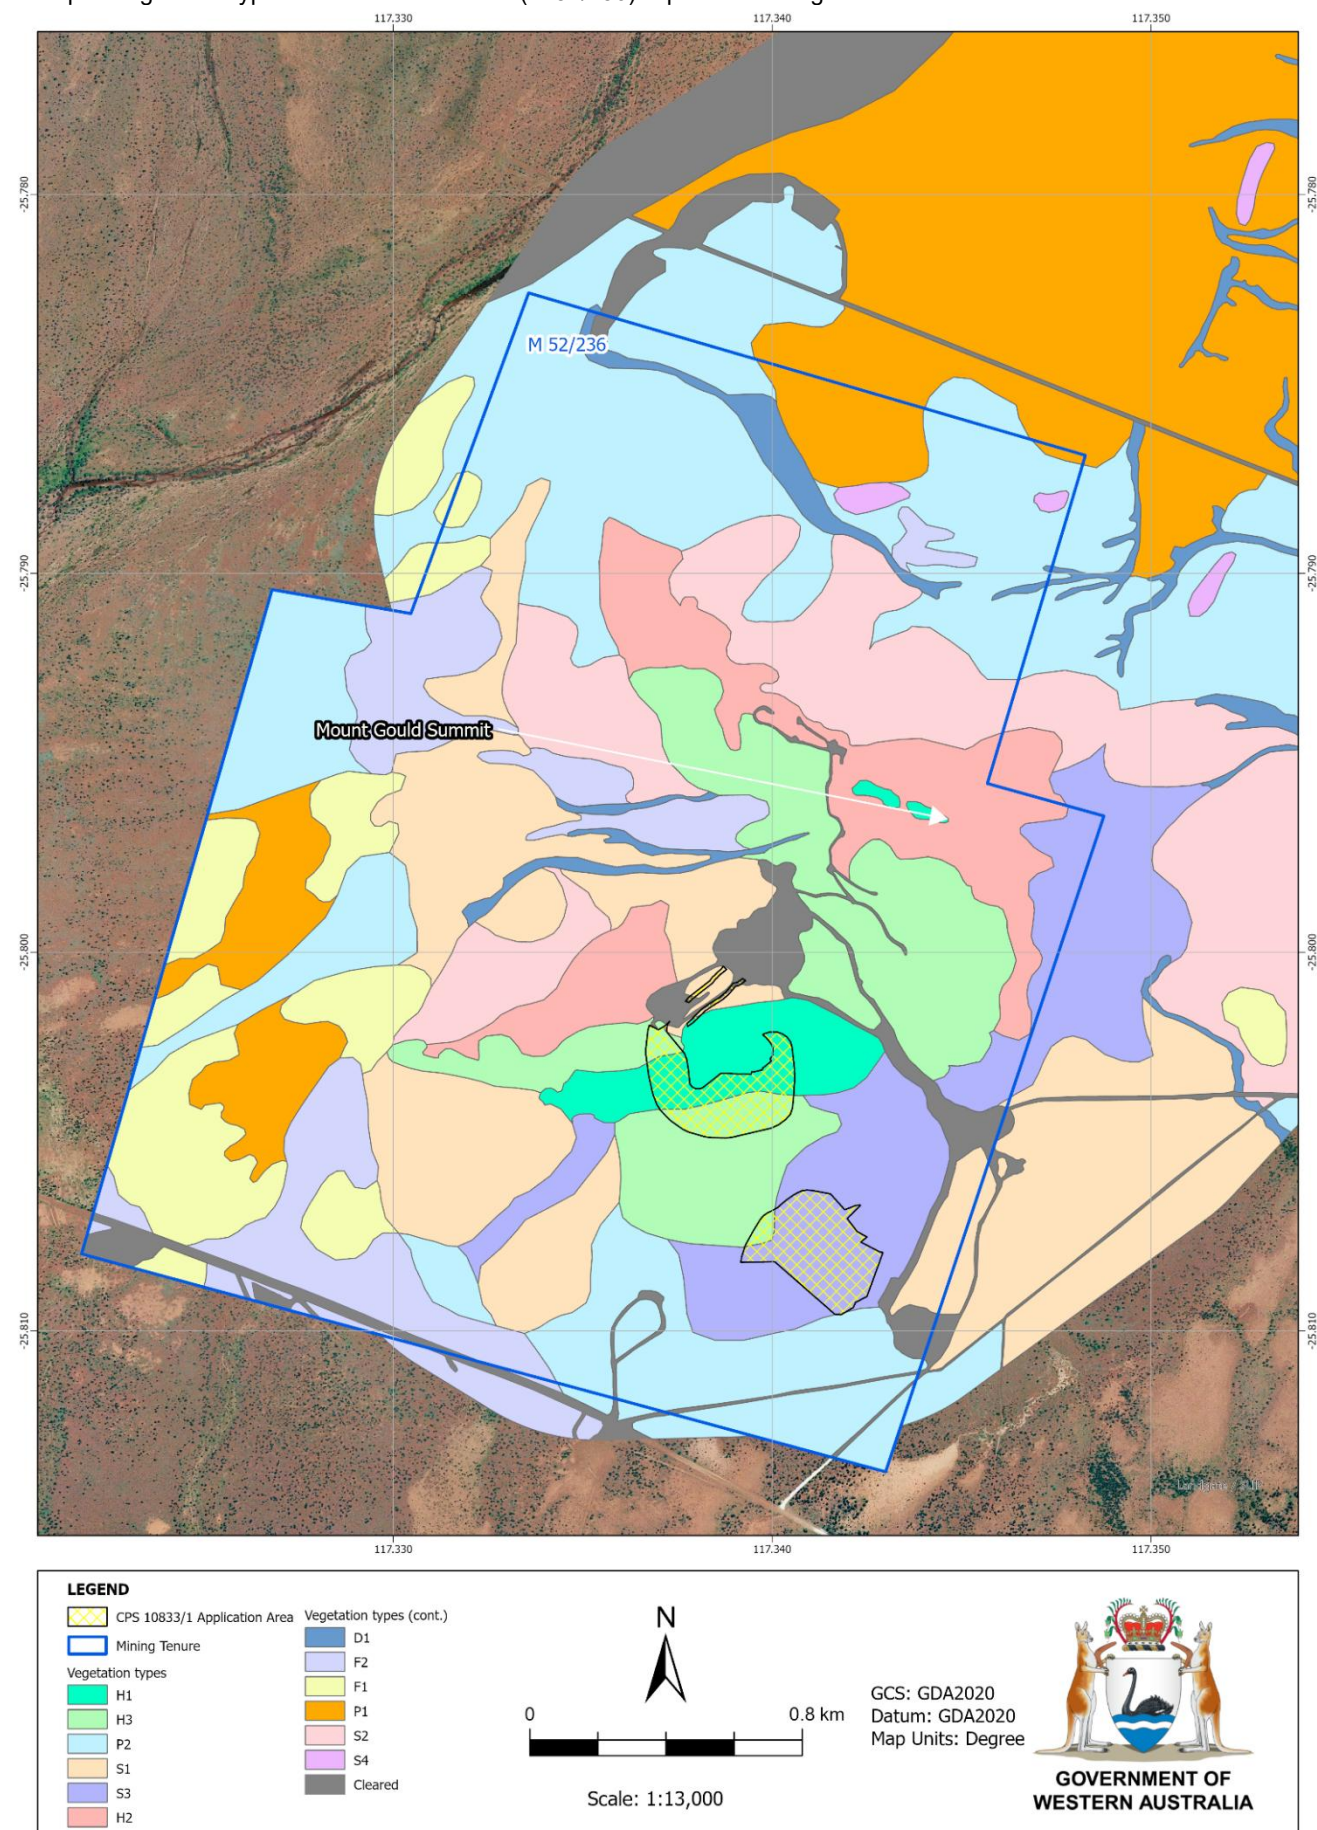 117.330 117.340 117.350
-25.780 -25.780
M 52/236
-25.790 -25.790
Mount Gould Summit
-25.800 -25.800
-25.810 -25.810
117.330 117.340 117.350
LEGEND
CPS 10833/1 Application Area
Mining Tenure
Vegetation types
H1
H3
P2
S1
S3
H2
Vegetation types (cont.)
D1
F2
F1
P1
S2
S4
Cleared
N
0 0.8 km
Scale: 1:13,000
GCS: GDA2020
Datum: GDA2020
Map Units: Degree
GOVERNMENT OF
WESTERN AUSTRALIA